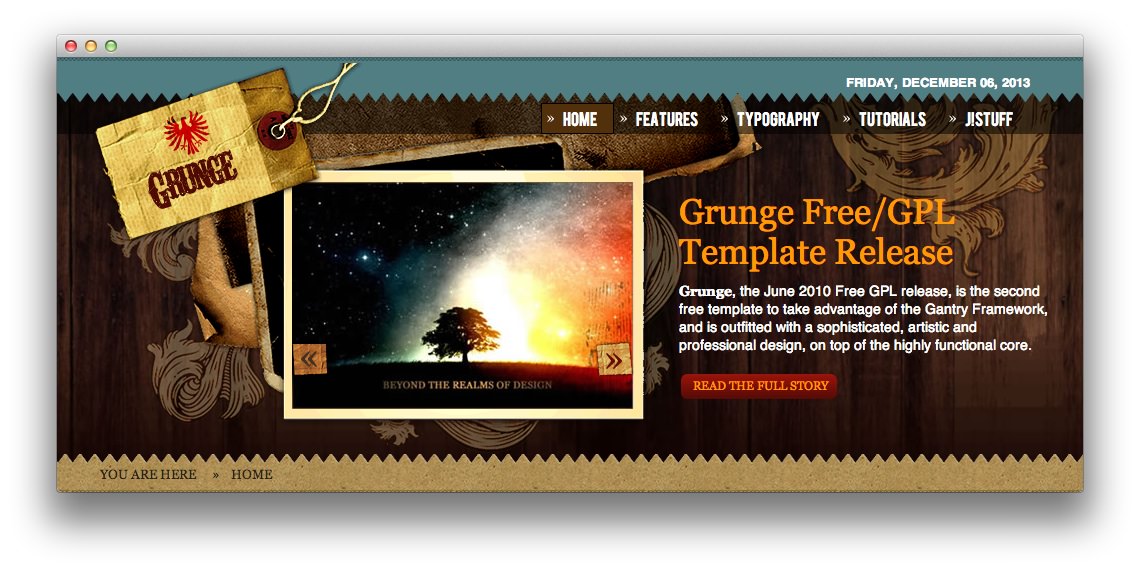 FRIDAY, DECEMBER 06, 2013
GRUNGE
» HOME » FEATURES » TYPOGRAPHY » TUTORIALS » JISTUFF
Grunge Free/GPL
Template Release
Grunge, the June 2010 Free GPL release, is the second
free template to take advantage of the Gantry Framework,
and is outfitted with a sophisticated, artistic and
professional design, on top of the highly functional core.
« »
BEYOND THE REALMS OF DESIGN
READ THE FULL STORY
YOU ARE HERE » HOME